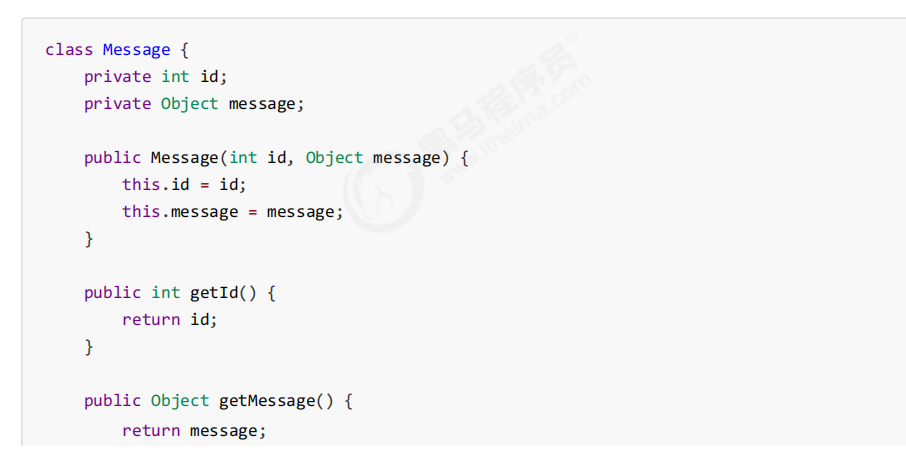 class Message {
    private int id;
    private Object message;

    public Message(int id, Object message) {
        this.id = id;
        this.message = message;
    }

    public int getId() {
        return id;
    }

    public Object getMessage() {
        return message;
黑马程序员™
www.itheima.com